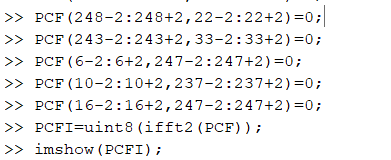 >> PCF(248-2:248+2,22-2:22+2)=0;
>> PCF(243-2:243+2,33-2:33+2)=0;
>> PCF(6-2:6+2,247-2:247+2)=0;
>> PCF(10-2:10+2,237-2:237+2)=0;
>> PCF(16-2:16+2,247-2:247+2)=0;
>> PCFI=uint8(ifft2(PCF));
>> imshow(PCFI);